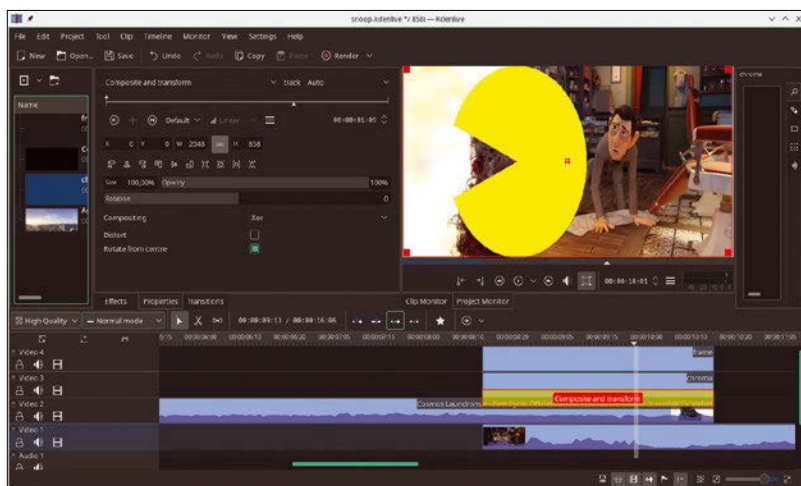 snoop.kdenlive */ 858i — Kdenlive
File Edit Project Tool Clip Timeline Monitor View Settings Help
New Open... Save Undo Redo Copy Paste Render
Name
Composite and transform track Auto
Default Linear 00:00:01:09
X 0 Y 0 W 2048 H 858
Size 100,00% Opacity 100%
Rotation 0
Compositing Xor
Distort
Rotate from centre
chroma
00:00:10:01
Effects Properties Transitions
Clip Monitor Project Monitor
High Quality Normal mode 00:00:09:13 / 00:00:16:06
Video 4
frame
Video 3
chroma
Video 2
Cosmos Laundrom
Composite and transform
Video 1
Audio 1